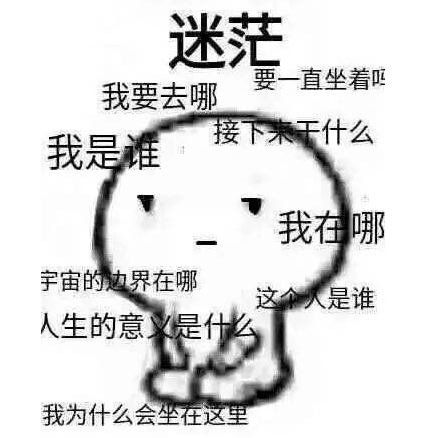 迷茫
要一直坐着吗
我要去哪
接下来干什么
我是谁
我在哪
宇宙的边界在哪
这个人是谁
人生的意义是什么
我为什么会坐在这里